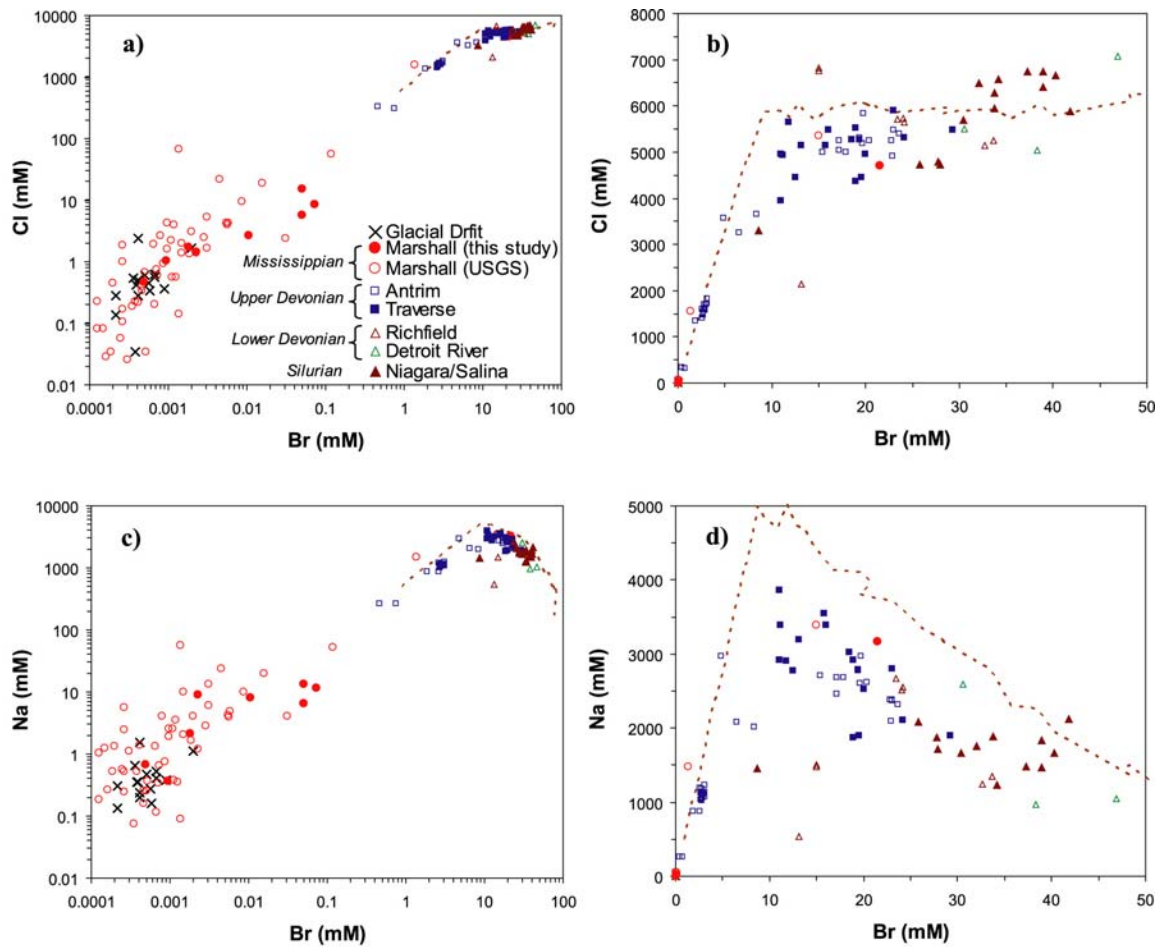 a)
Cl (mM)
10000
1000
100
10
1
0.1
0.01
0.0001 0.001 0.01 0.1 1 10 100
Br (mM)
Glacial Drfit
Mississippian Marshall (this study)
Marshall (USGS)
Upper Devonian Antrim
Traverse
Lower Devonian Richfield
Detroit River
Silurian Niagara/Salina
b)
Cl (mM)
8000
7000
6000
5000
4000
3000
2000
1000
0
0 10 20 30 40 50
Br (mM)
c)
Na (mM)
10000
1000
100
10
1
0.1
0.01
0.0001 0.001 0.01 0.1 1 10 100
Br (mM)
d)
Na (mM)
5000
4000
3000
2000
1000
0
0 10 20 30 40 50
Br (mM)